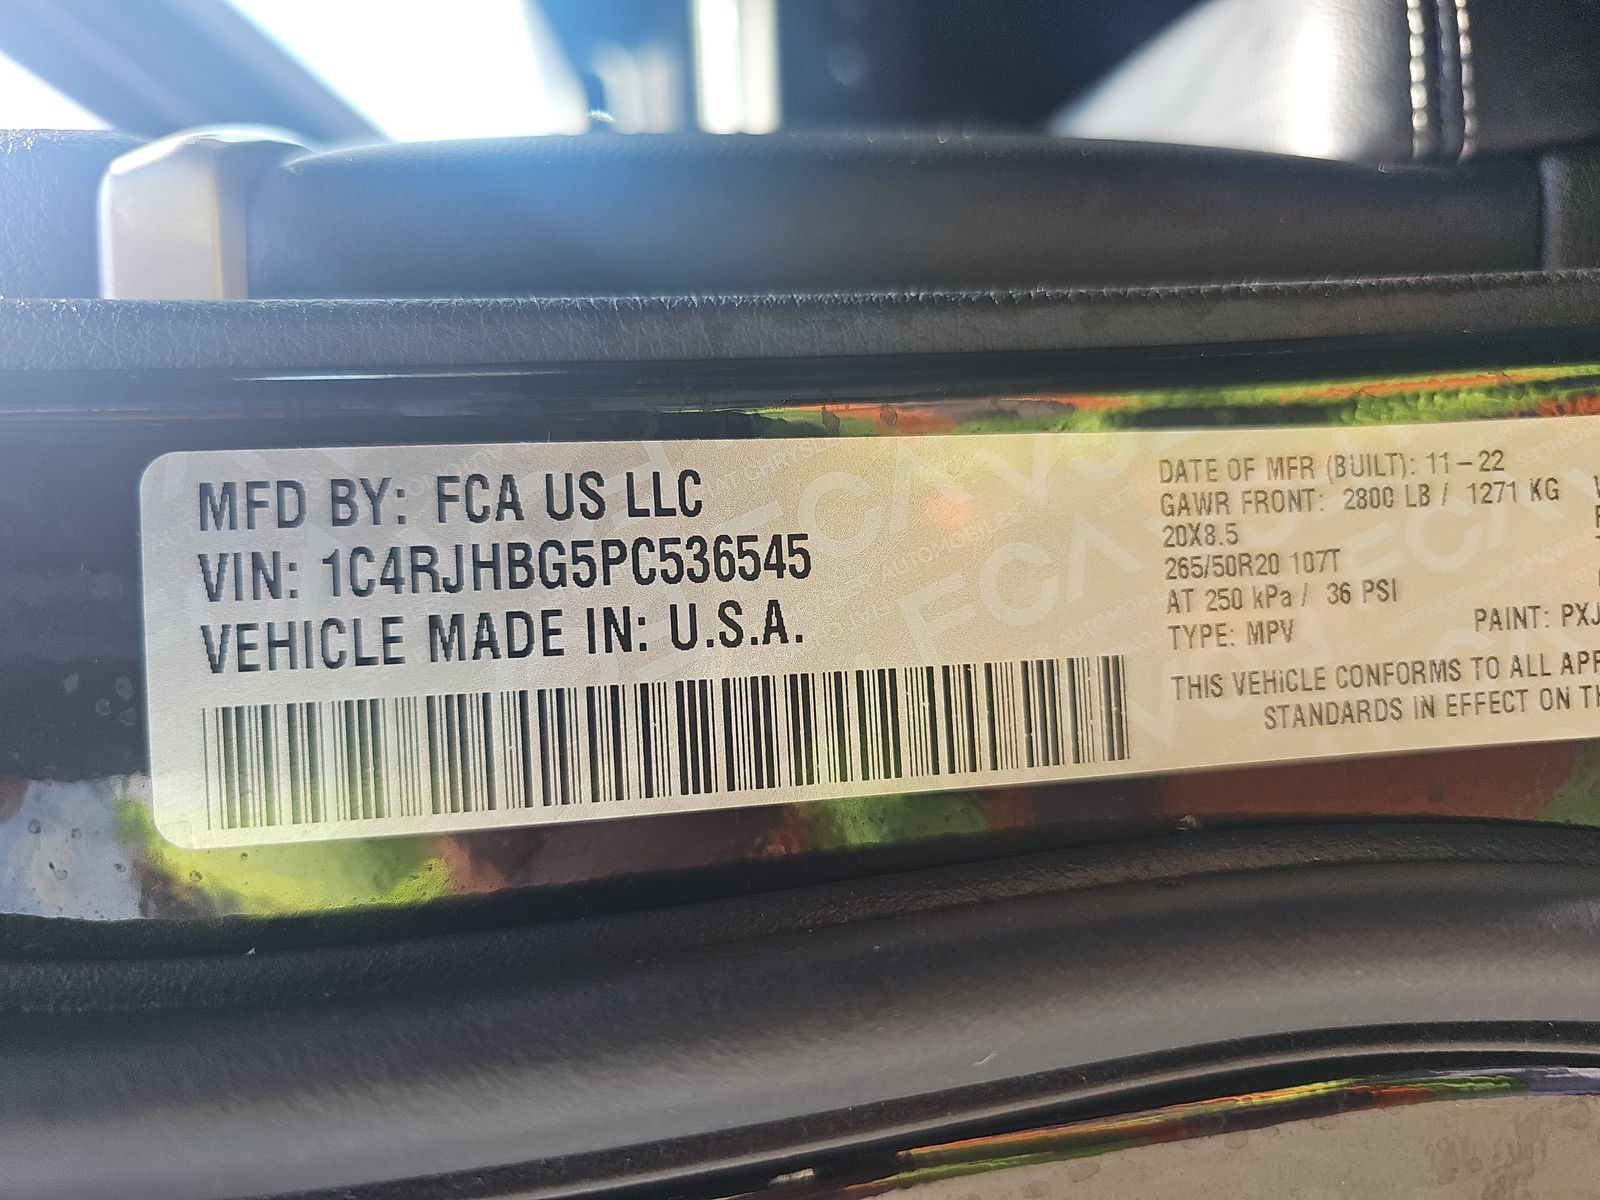 MFD BY: FCA US LLC
VIN: 1C4RJHBG5PC536545
VEHICLE MADE IN: U.S.A.
DATE OF MFR (BUILT): 11-22
GAWR FRONT: 2800 LB / 1271 KG
20X8.5
265/50R20 107T
AT 250 kPa / 36 PSI
TYPE: MPV PAINT: PXJ
THIS VEHICLE CONFORMS TO ALL
STANDARDS IN EFFECT ON